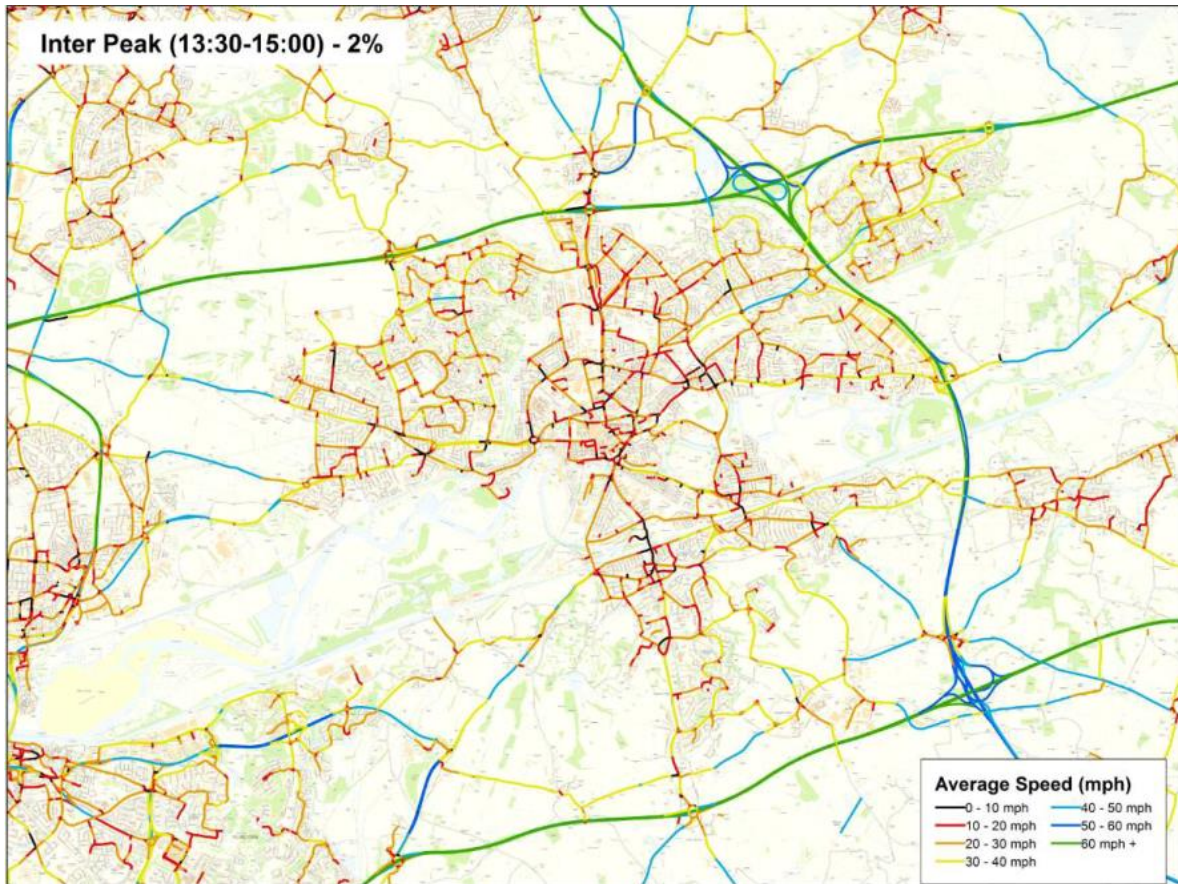 Inter Peak (13:30-15:00) - 2%
Average Speed (mph)
0 - 10 mph
10 - 20 mph
20 - 30 mph
30 - 40 mph
40 - 50 mph
50 - 60 mph
60 mph +